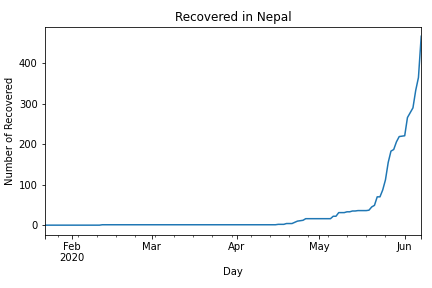 Recovered in Nepal
Number of Recovered
400
300
200
100
0
Feb
2020
Mar
Apr
May
Jun
Day